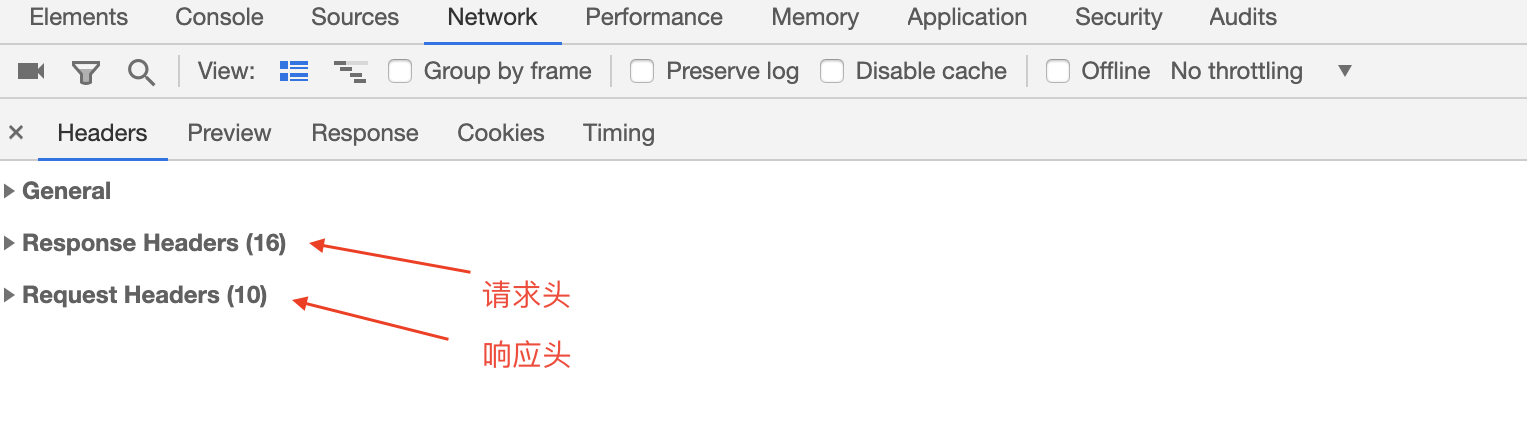 Elements Console Sources Network Performance Memory Application Security Audits
View: Group by frame Preserve log Disable cache Offline No throttling
× Headers Preview Response Cookies Timing
General
Response Headers (16)
请求头
Request Headers (10)
响应头